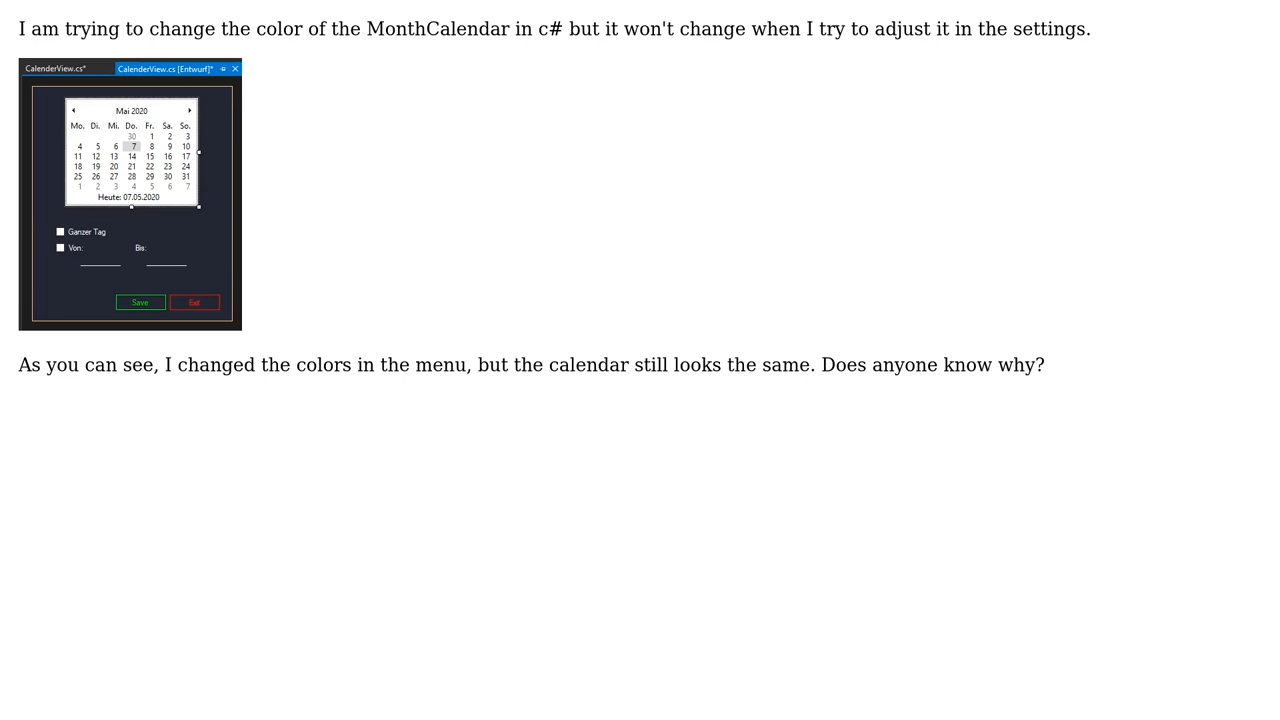 I am trying to change the color of the MonthCalendar in c# but it won't change when I try to adjust it in the settings.
CalenderView.cs* CalenderView.cs [Entwurf]*
Mai 2020
Mo. Di. Mi. Do. Fr. Sa. So.
30 1 2 3
4 5 6 7 8 9 10
11 12 13 14 15 16 17
18 19 20 21 22 23 24
25 26 27 28 29 30 31
1 2 3 4 5 6 7
Heute: 07.05.2020
Ganzer Tag
Von: Bis:
Save Exit
As you can see, I changed the colors in the menu, but the calendar still looks the same. Does anyone know why?